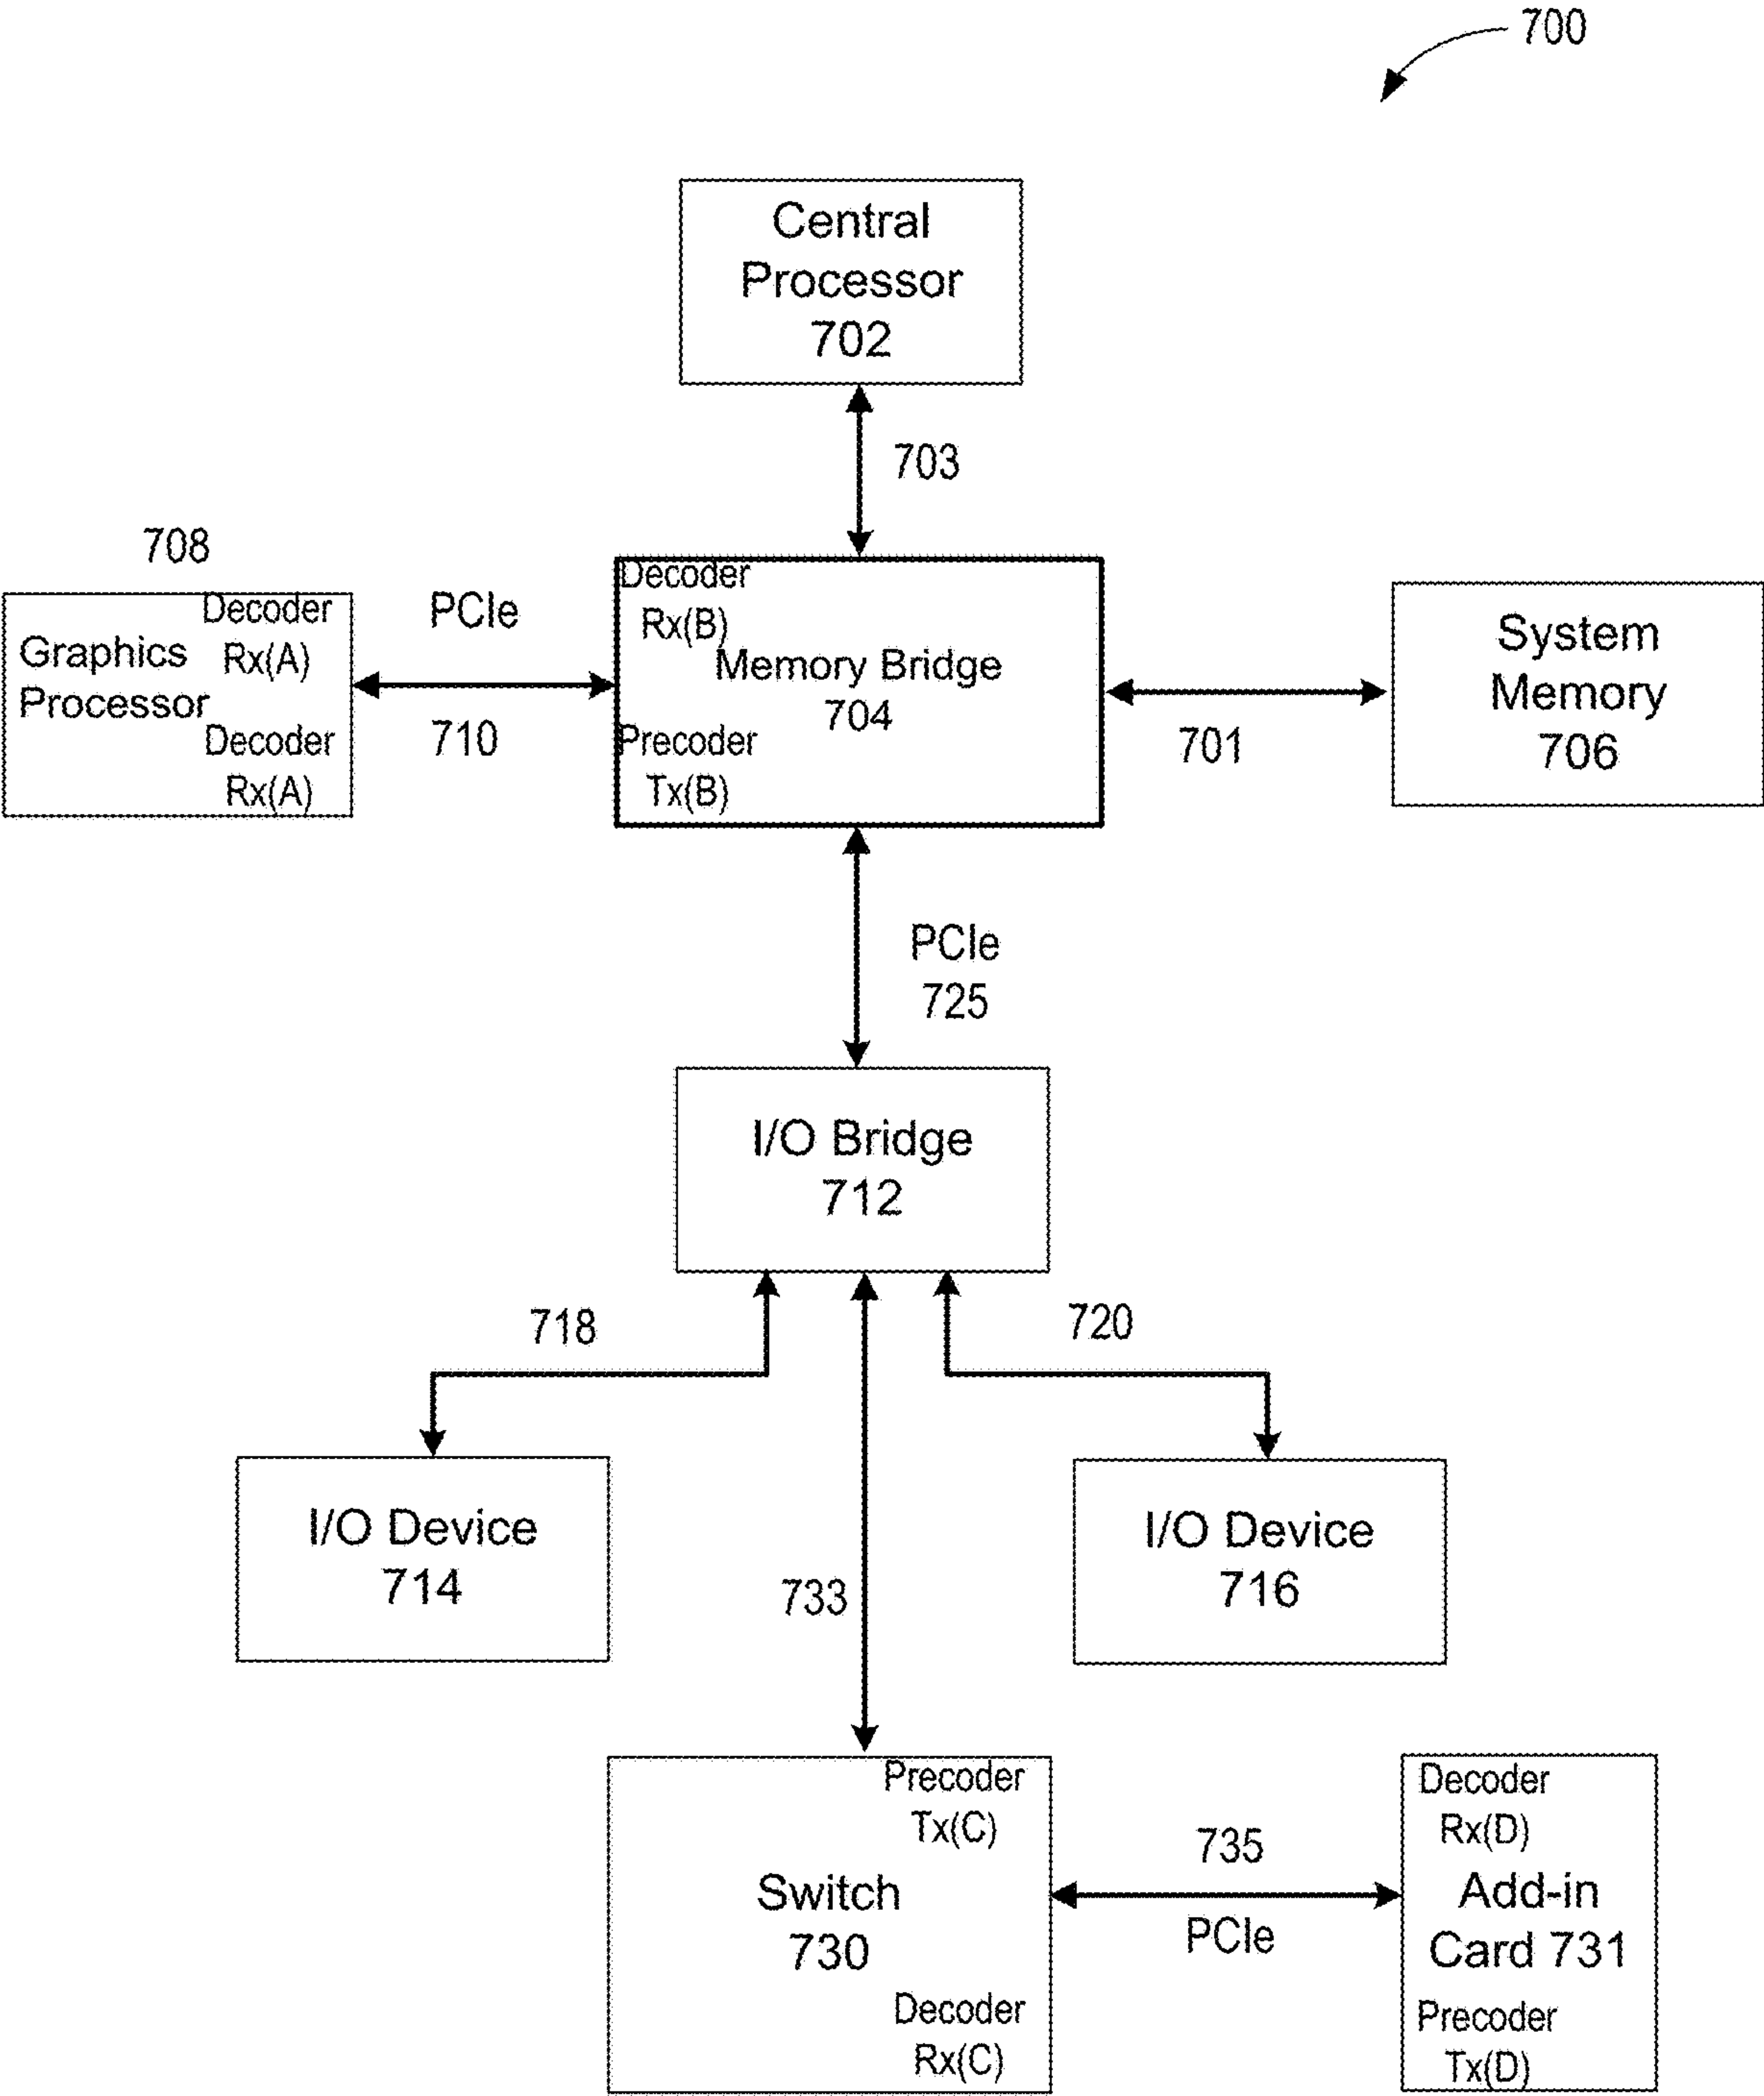 700
Central
Processor
702
703
708
Decoder
Rx(A)
Graphics
Processor
Decoder
Rx(A)
PCIe
710
Decoder
Rx(B)
Memory Bridge
704
Precoder
Tx(B)
701
System
Memory
706
PCIe
725
I/O Bridge
712
718
720
I/O Device
714
733
I/O Device
716
Precoder
Tx(C)
Switch
730
Decoder
Rx(C)
735
PCIe
Decoder
Rx(D)
Add-in
Card 731
Precoder
Tx(D)